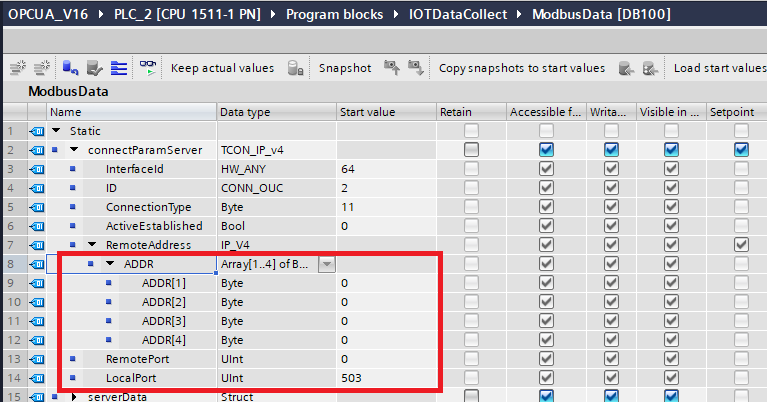 OPCUA_V16 ▸ PLC_2 [CPU 1511-1 PN] ▸ Program blocks ▸ IOTDataCollect ▸ ModbusData [DB100]
Keep actual values Snapshot Copy snapshots to start values Load start values
ModbusData
Name Data type Start value Retain Accessible f... Writa... Visible in ... Setpoint
1 Static
2 connectParamServer TCON_IP_v4
3 InterfaceId HW_ANY 64
4 ID CONN_OUC 2
5 ConnectionType Byte 11
6 ActiveEstablished Bool 0
7 RemoteAddress IP_V4
8 ADDR Array[1..4] of B...
9 ADDR[1] Byte 0
10 ADDR[2] Byte 0
11 ADDR[3] Byte 0
12 ADDR[4] Byte 0
13 RemotePort UInt 0
14 LocalPort UInt 503
15 serverData Struct